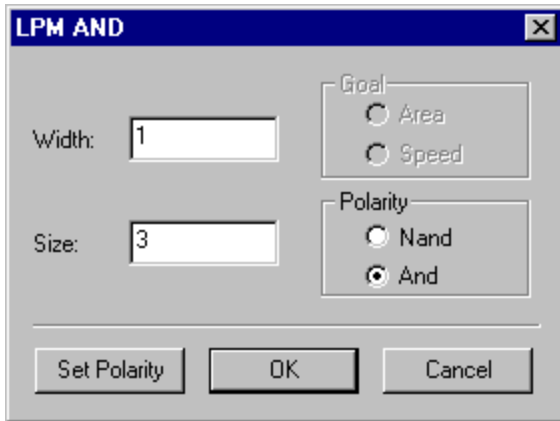 LPM AND
Goal
Area
Width: 1
Speed
Polarity
Size: 3
Nand
And
Set Polarity OK Cancel